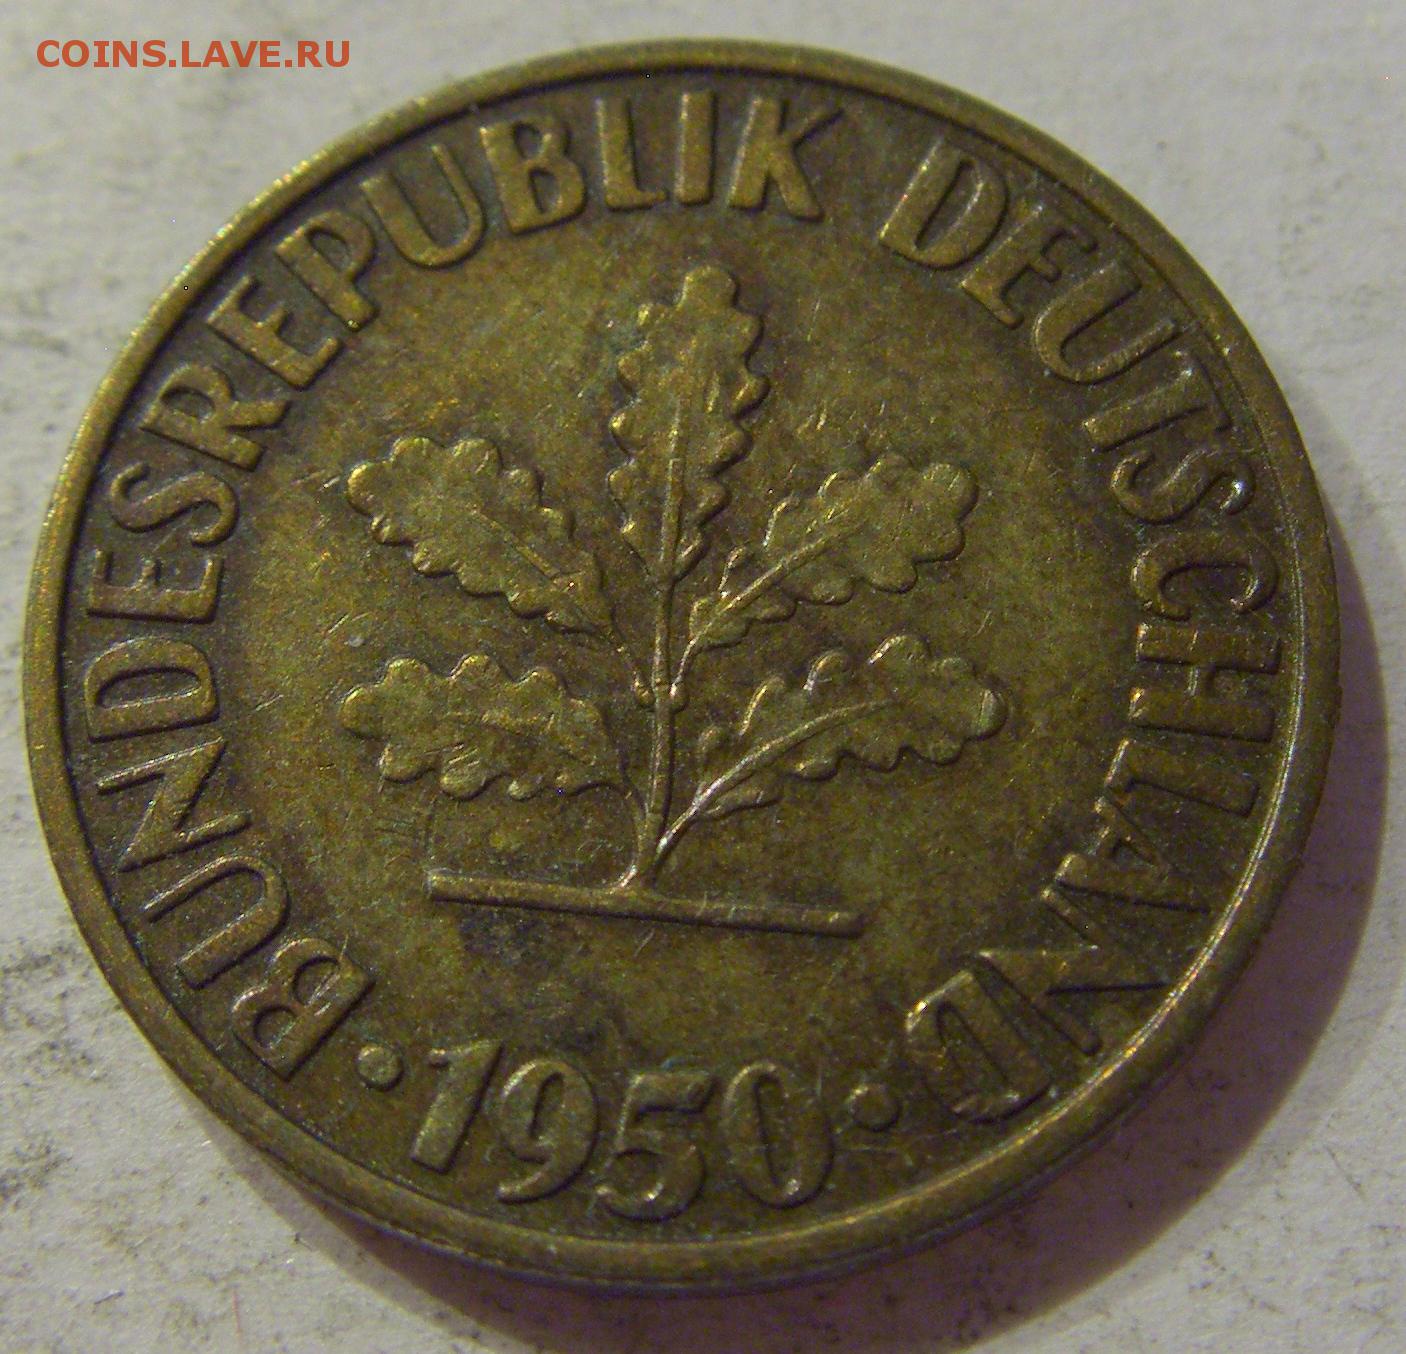 COINS.LAVE.RU
BUNDESREPUBLIK DEUTSCHLAND
· 1950 ·